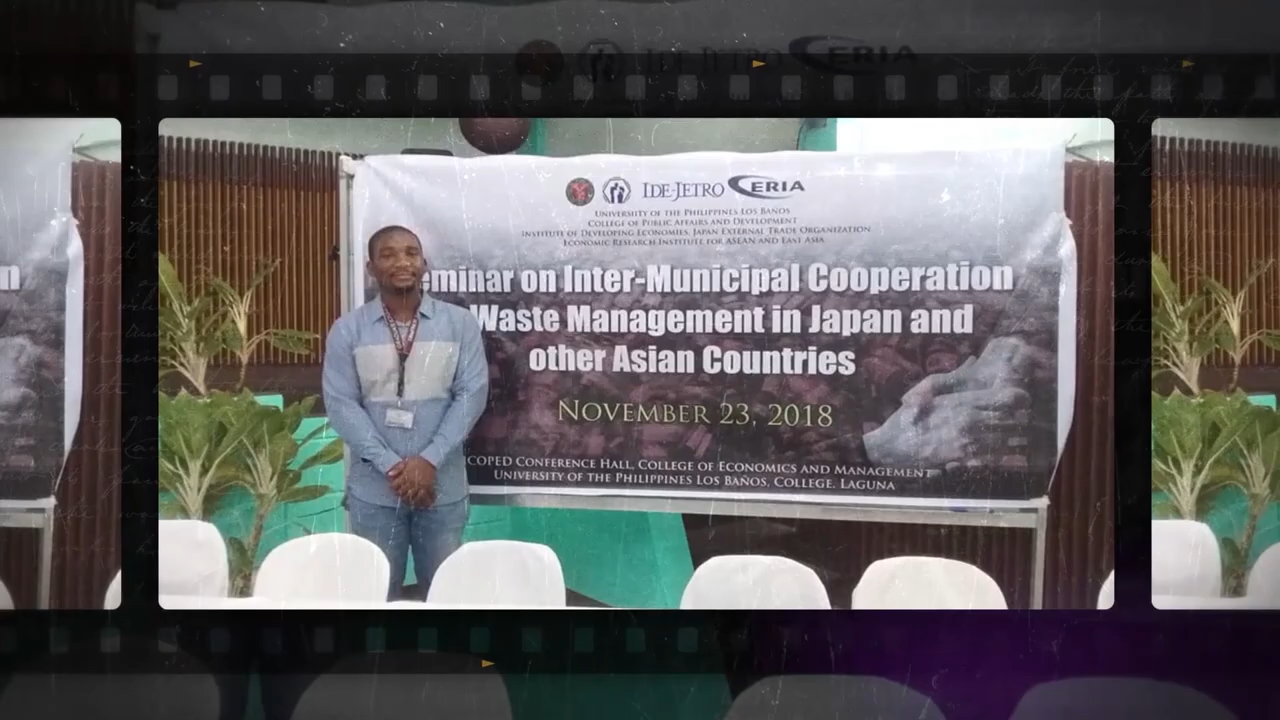 IDE-JETRO ERIA
UNIVERSITY OF THE PHILIPPINES LOS BAÑOS
COLLEGE OF PUBLIC AFFAIRS AND DEVELOPMENT
INSTITUTE OF DEVELOPING ECONOMIES, JAPAN EXTERNAL TRADE ORGANIZATION
ECONOMIC RESEARCH INSTITUTE FOR ASEAN AND EAST ASIA
eminar on Inter-Municipal Cooperation
Waste Management in Japan and
other Asian Countries
NOVEMBER 23, 2018
ICOPED CONFERENCE HALL, COLLEGE OF ECONOMICS AND MANAGEMENT
UNIVERSITY OF THE PHILIPPINES LOS BAÑOS, COLLEGE, LAGUNA